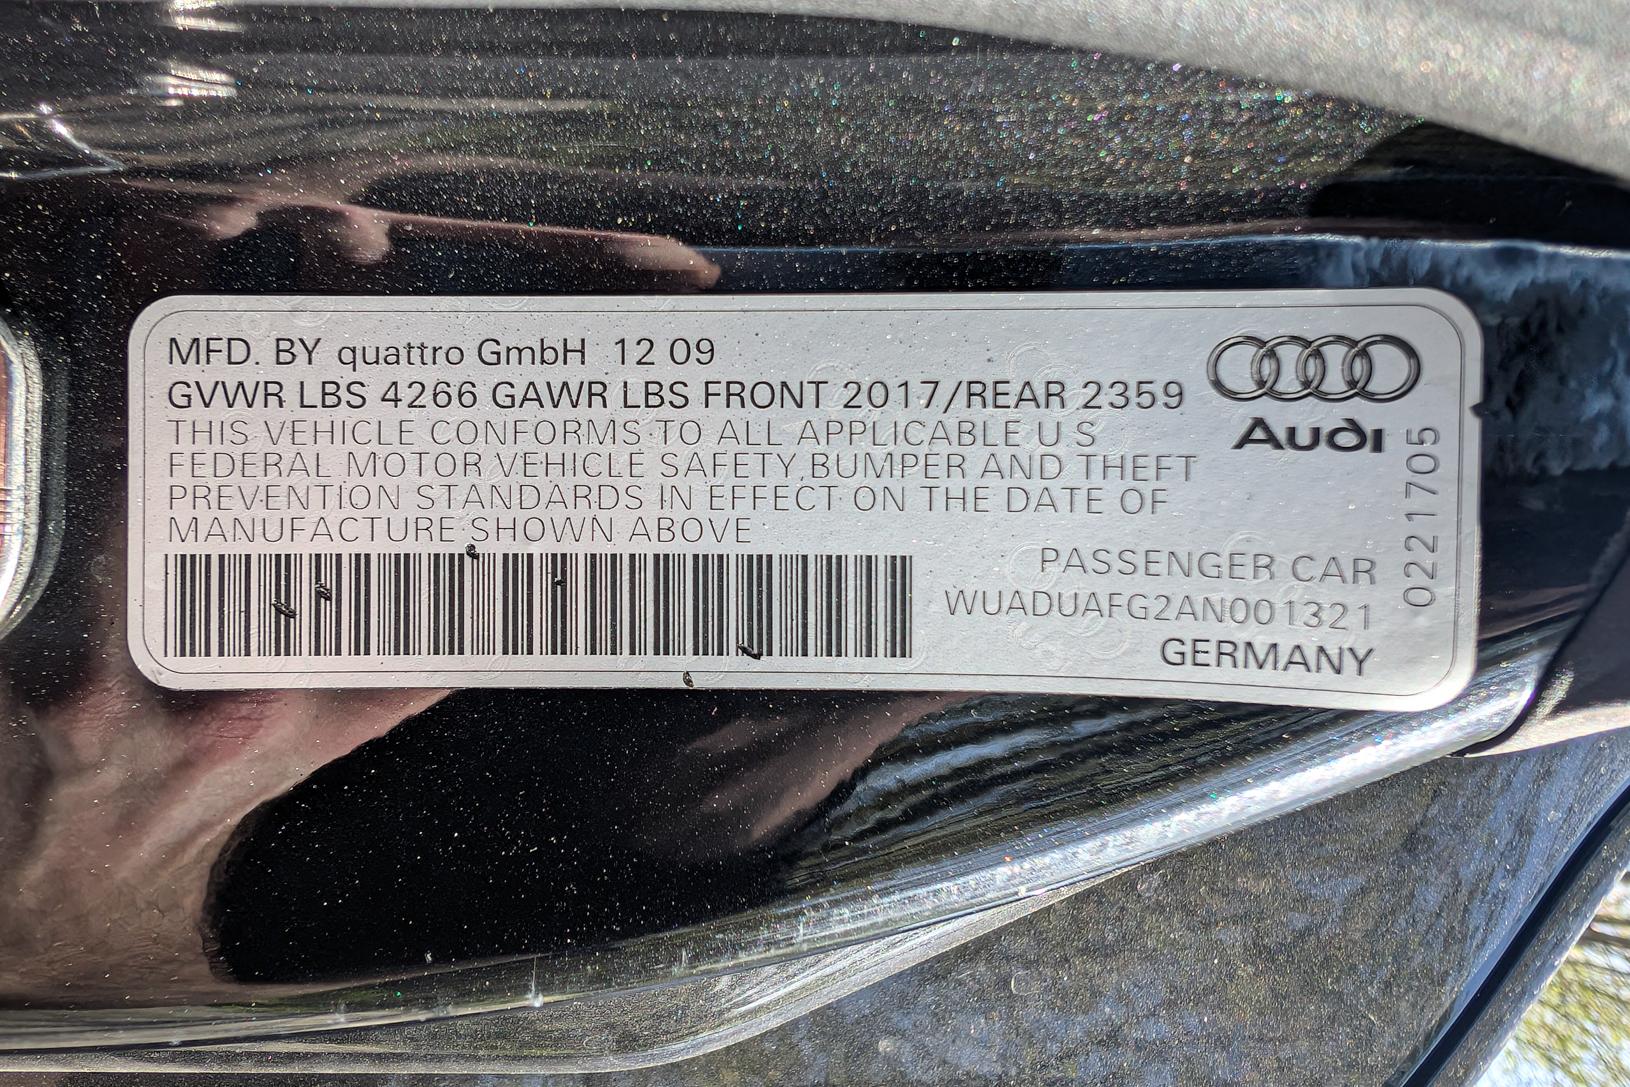 MFD. BY quattro GmbH 12 09
GVWR LBS 4266 GAWR LBS FRONT 2017/REAR 2359
THIS VEHICLE CONFORMS TO ALL APPLICABLE U S
FEDERAL MOTOR VEHICLE SAFETY,BUMPER AND THEFT
PREVENTION STANDARDS IN EFFECT ON THE DATE OF
MANUFACTURE SHOWN ABOVE
PASSENGER CAR
WUADUAFG2AN001321
GERMANY
Audi
0221705